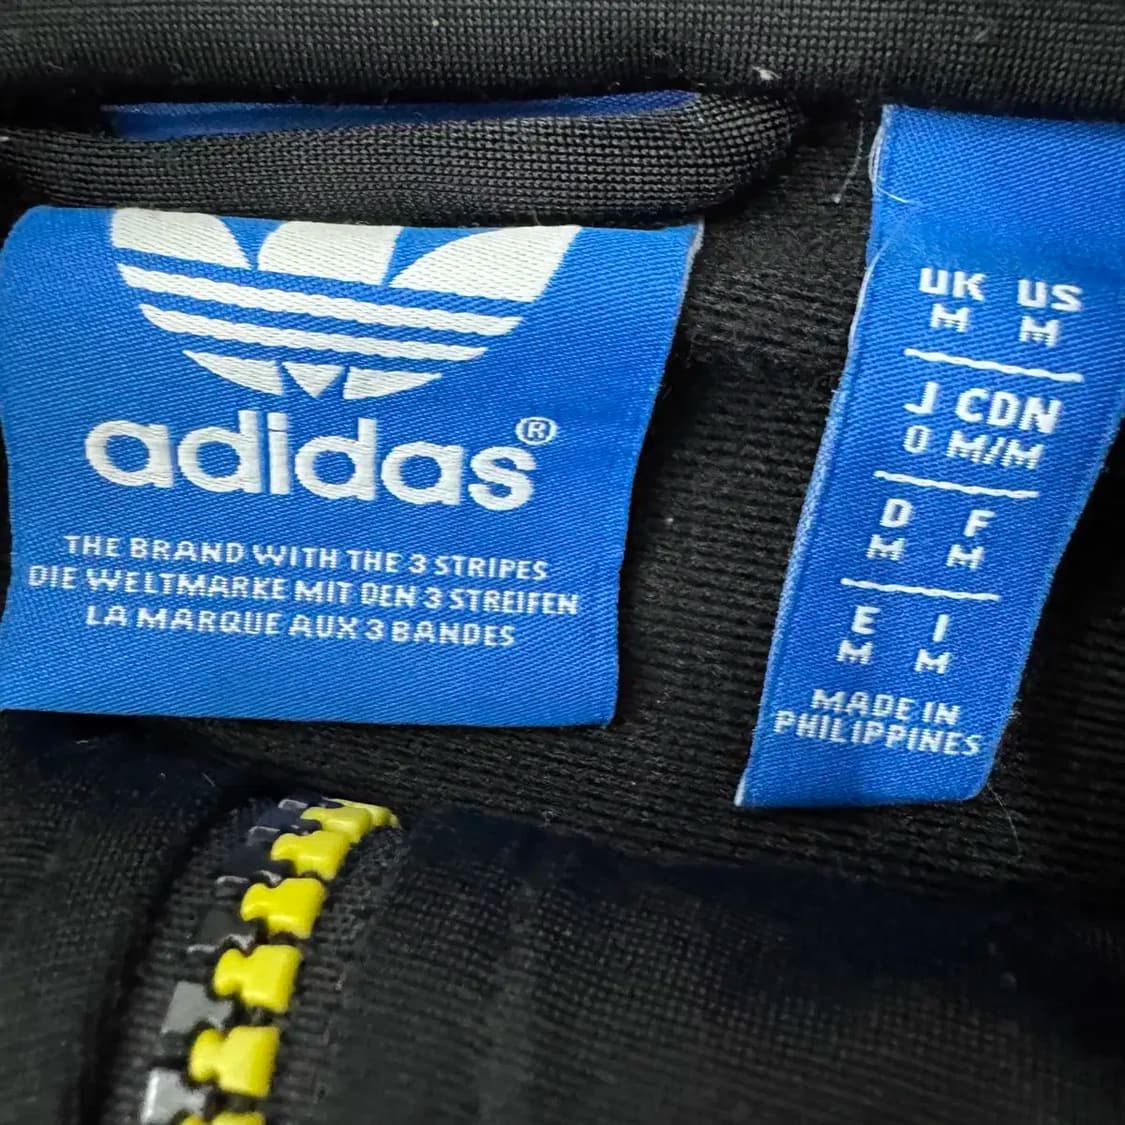 adidas®
THE BRAND WITH THE 3 STRIPES
DIE WELTMARKE MIT DEN 3 STREIFEN
LA MARQUE AUX 3 BANDES
UK US
M M
J CDN
O M/M
D F
M M
E I
M M
MADE IN
PHILIPPINES